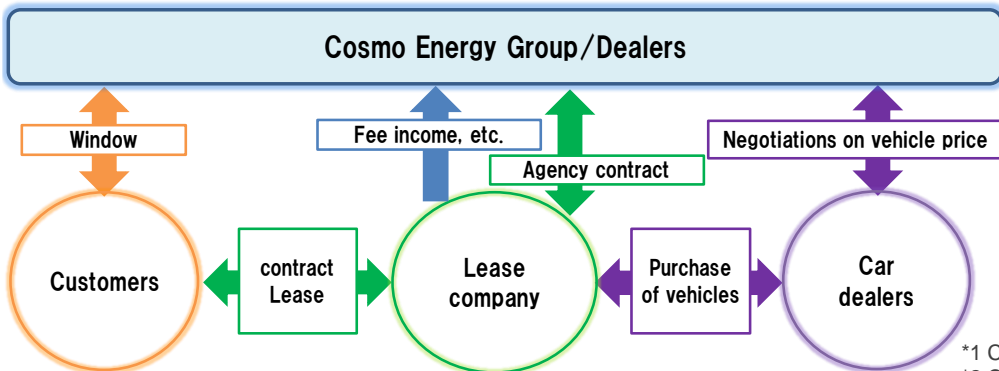 Cosmo Energy Group/Dealers
Window
Fee income, etc.
Agency contract
Negotiations on vehicle price
Customers
contract
Lease
Lease
company
Purchase
of vehicles
Car
dealers
*1 C